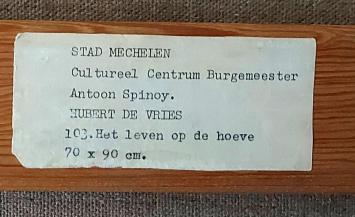 STAD MECHELEN
Cultureel Centrum Burgemeester
Antoon Spinoy.
HUBERT DE VRIES
103.Het leven op de hoeve
70 x 90 cm.